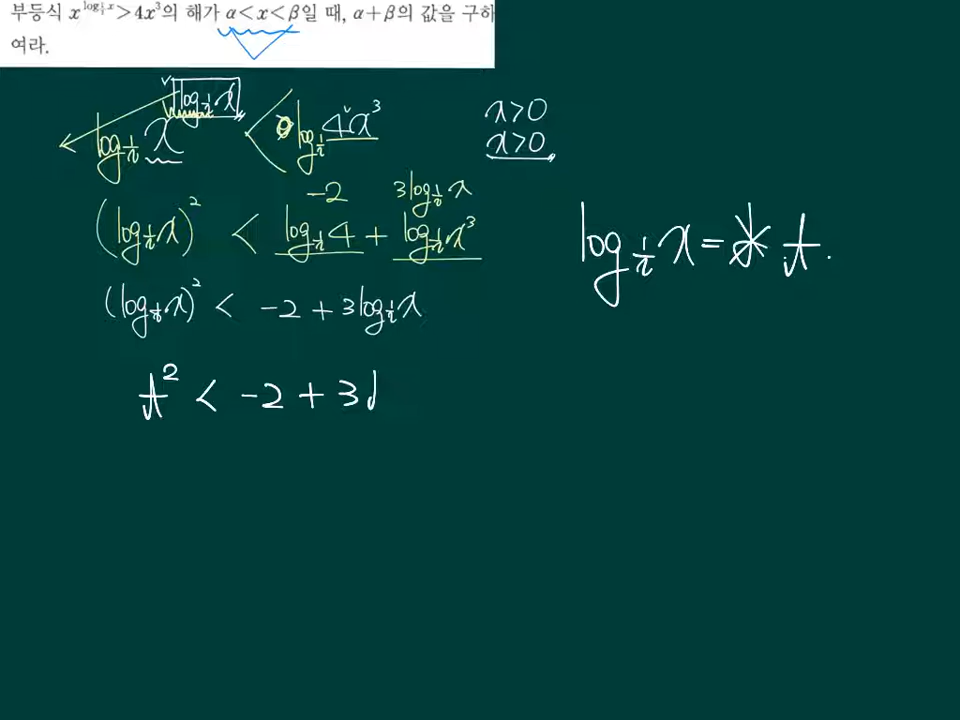 부등식 x^{log_{1/2} x} > 4x³의 해가 α<x<β일 때, α+β의 값을 구하
여라.
log_{1/2} x^{log_{1/2} x} < log_{1/2} 4x³
x>0
x>0
-2 3log_{1/2} x
(log_{1/2} x)² < log_{1/2} 4 + log_{1/2} x³
log_{1/2} x = t.
(log_{1/2} x)² < -2 + 3log_{1/2} x
t² < -2 + 3